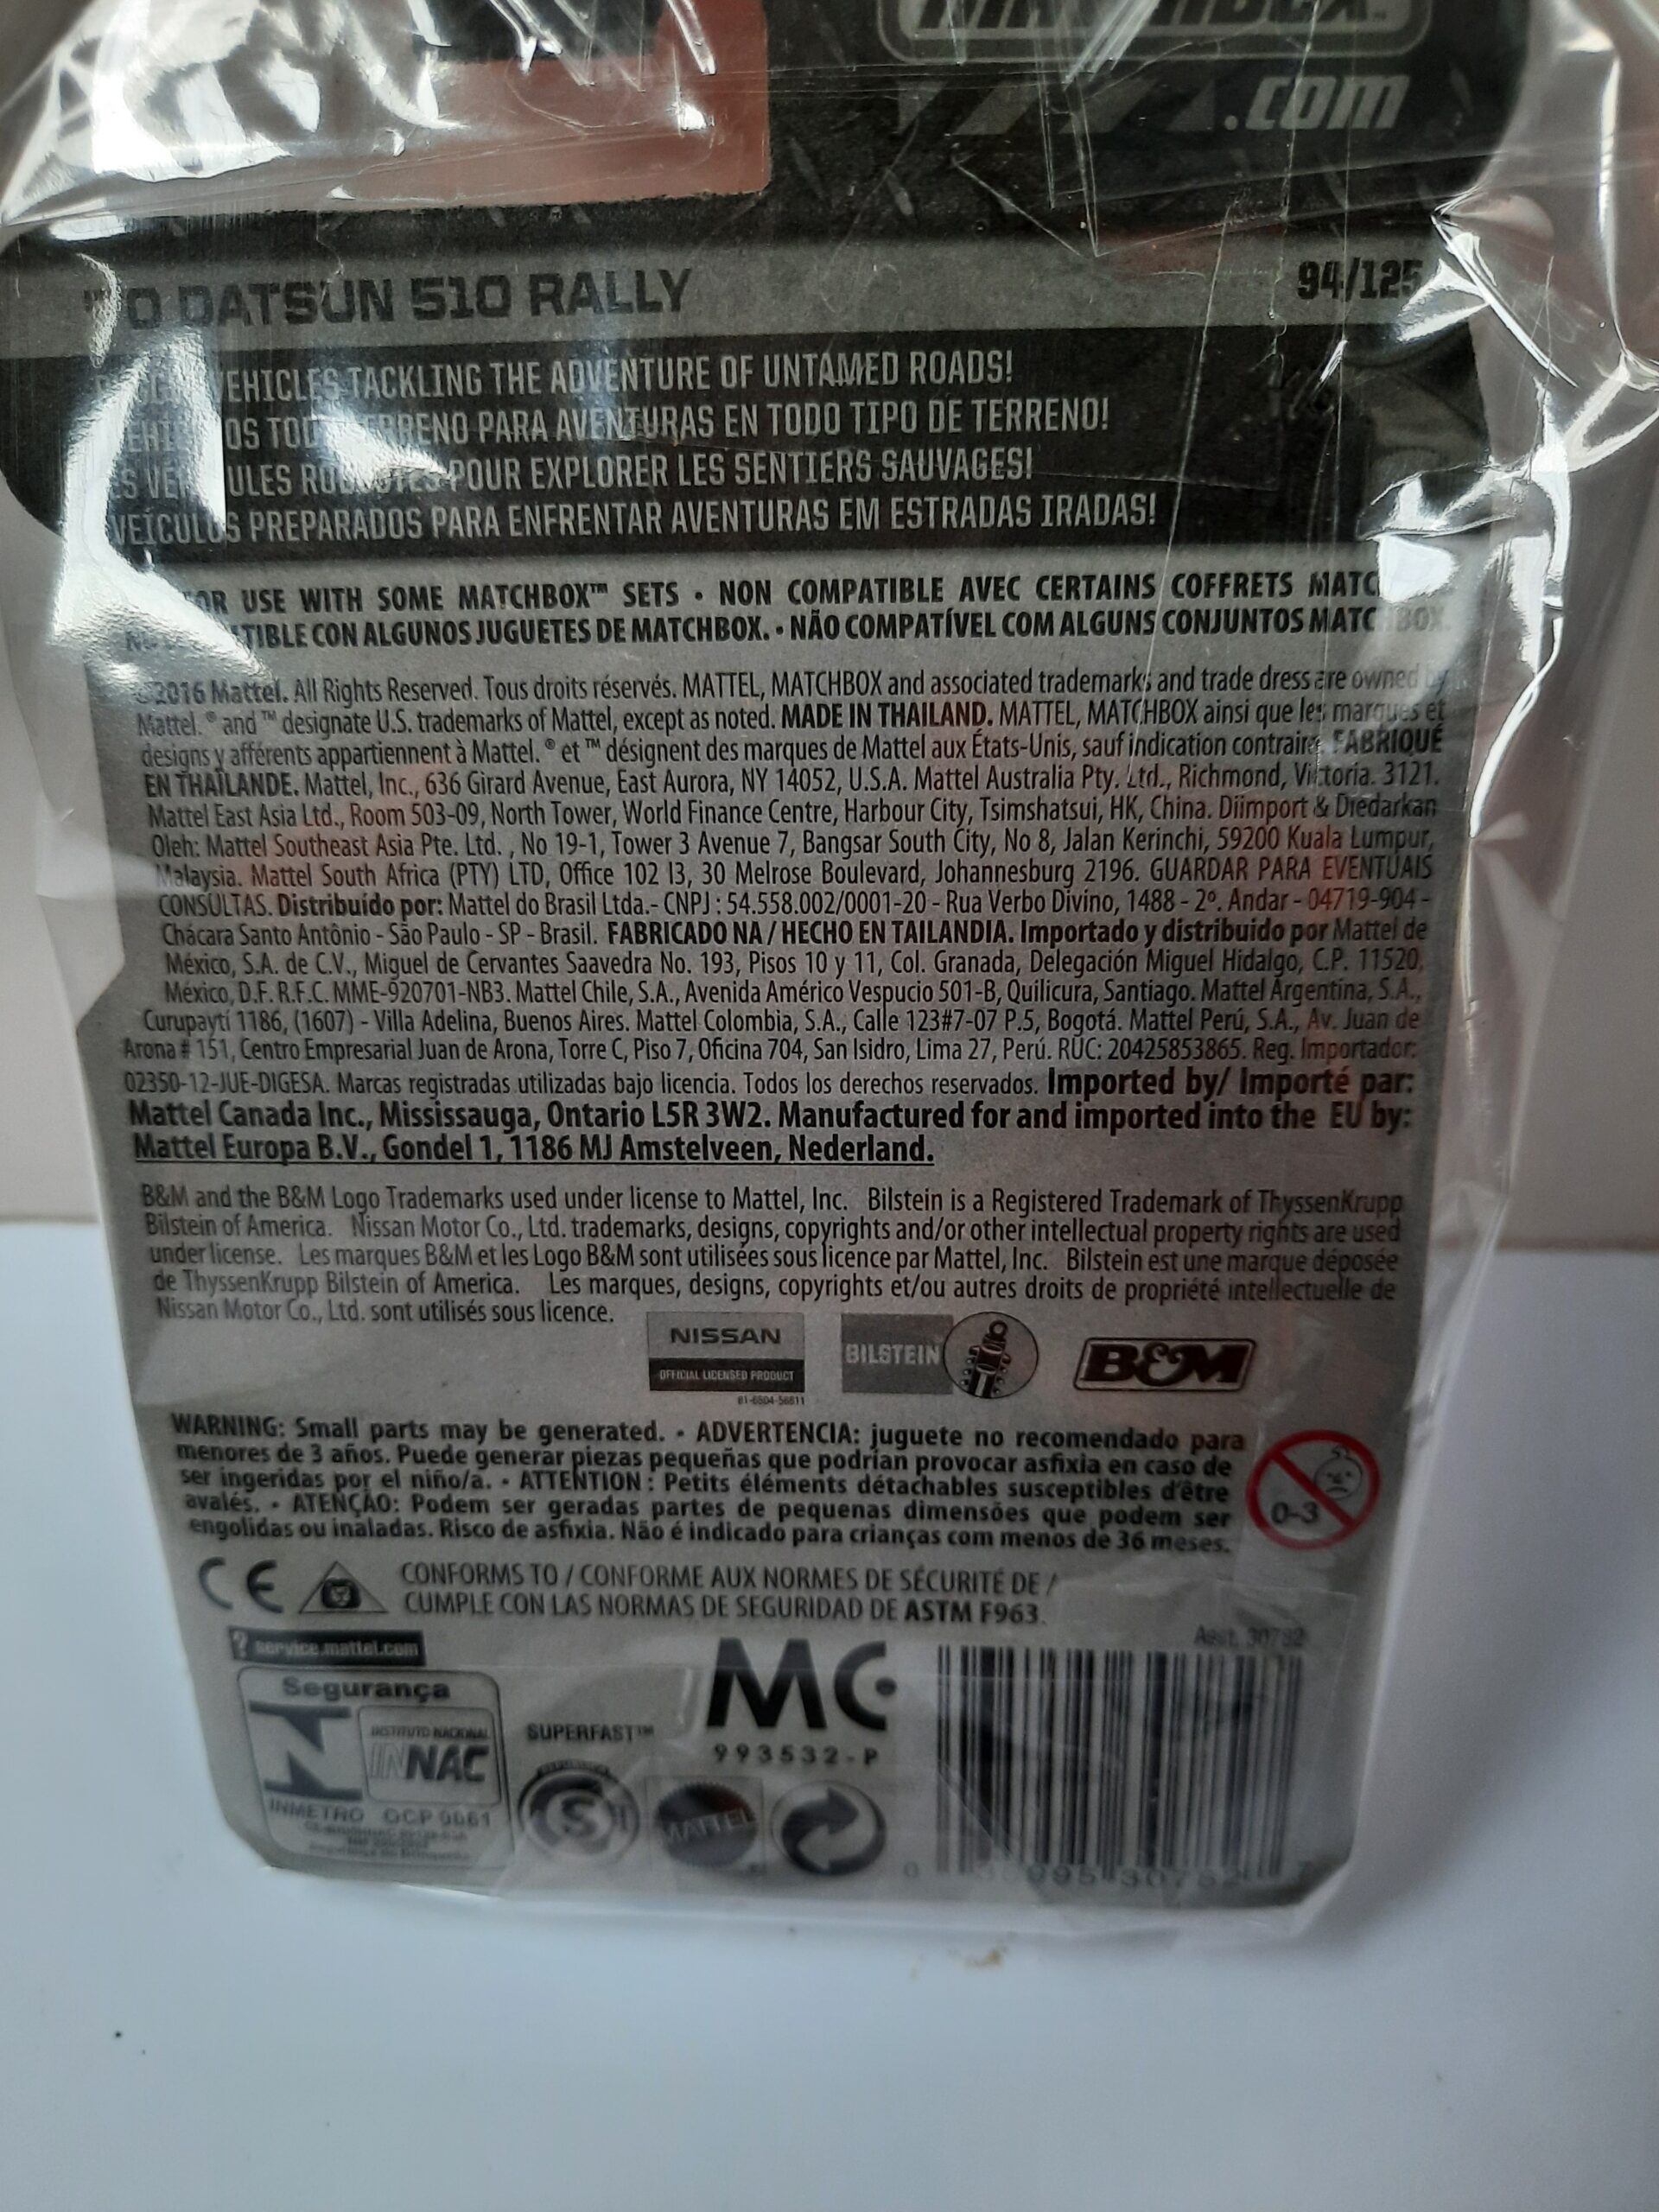 .COM
DATSUN 510 RALLY
94/125
VEHICLES TACKLING THE ADVENTURE OF UNTAMED ROADS!
PARA AVENTURAS EN TODO TIPO DE TERRENO!
POUR EXPLORER LES SENTIERS SAUVAGES!
VEÍCULOS PREPARADOS PARA ENFRENTAR AVENTURAS EM ESTRADAS IRADAS!
FOR USE WITH SOME MATCHBOX™ SETS • NON COMPATIBLE AVEC CERTAINS COFFRETS
CON ALGUNOS JUGUETES DE MATCHBOX. • NÃO COMPATÍVEL COM ALGUNS CONJUNTOS MATCHBOX.
©2016 Mattel. All Rights Reserved. Tous droits réservés. MATTEL, MATCHBOX and associated trademarks and trade dress are owned by
Mattel. ® and ™ designate U.S. trademarks of Mattel, except as noted. MADE IN THAILAND. MATTEL, MATCHBOX ainsi que les marques et
designs y afférents appartiennent à Mattel. ® et ™ désignent des marques de Mattel aux États-Unis, sauf indication contraire. FABRIQUÉ
EN THAÏLANDE. Mattel, Inc., 636 Girard Avenue, East Aurora, NY 14052, U.S.A. Mattel Australia Pty. Ltd., Richmond, Victoria. 3121.
Mattel East Asia Ltd., Room 503-09, North Tower, World Finance Centre, Harbour City, Tsimshatsui, HK, China. Diimport & Diedarkan
Oleh: Mattel Southeast Asia Pte. Ltd. , No 19-1, Tower 3 Avenue 7, Bangsar South City, No 8, Jalan Kerinchi, 59200 Kuala Lumpur,
Malaysia. Mattel South Africa (PTY) LTD, Office 102 I3, 30 Melrose Boulevard, Johannesburg 2196. GUARDAR PARA EVENTUAIS
CONSULTAS. Distribuído por: Mattel do Brasil Ltda.- CNPJ : 54.558.002/0001-20 - Rua Verbo Divino, 1488 - 2º. Andar - 04719-904 -
Chácara Santo Antônio - São Paulo - SP - Brasil. FABRICADO NA / HECHO EN TAILANDIA. Importado y distribuido por Mattel de
México, S.A. de C.V., Miguel de Cervantes Saavedra No. 193, Pisos 10 y 11, Col. Granada, Delegación Miguel Hidalgo, C.P. 11520,
México, D.F. R.F.C. MME-920701-NB3. Mattel Chile, S.A., Avenida Américo Vespucio 501-B, Quilicura, Santiago. Mattel Argentina, S.A.,
Curupaytí 1186, (1607) - Villa Adelina, Buenos Aires. Mattel Colombia, S.A., Calle 123#7-07 P.5, Bogotá. Mattel Perú, S.A., Av. Juan de
Arona # 151, Centro Empresarial Juan de Arona, Torre C, Piso 7, Oficina 704, San Isidro, Lima 27, Perú. RUC: 20425853865. Reg. Importador:
02350-12-JUE-DIGESA. Marcas registradas utilizadas bajo licencia. Todos los derechos reservados. Imported by/ Importé par:
Mattel Canada Inc., Mississauga, Ontario L5R 3W2. Manufactured for and imported into the EU by:
Mattel Europa B.V., Gondel 1, 1186 MJ Amstelveen, Nederland.
B&M and the B&M Logo Trademarks used under license to Mattel, Inc. Bilstein is a Registered Trademark of ThyssenKrupp
Bilstein of America. Nissan Motor Co., Ltd. trademarks, designs, copyrights and/or other intellectual property rights are used
under license. Les marques B&M et les Logo B&M sont utilisées sous licence par Mattel, Inc. Bilstein est une marque déposée
de ThyssenKrupp Bilstein of America. Les marques, designs, copyrights et/ou autres droits de propriété intellectuelle de
Nissan Motor Co., Ltd. sont utilisés sous licence.
NISSAN
OFFICIAL LICENSED PRODUCT
BILSTEIN
B&M
WARNING: Small parts may be generated. • ADVERTENCIA: juguete no recomendado para
menores de 3 años. Puede generar piezas pequeñas que podrían provocar asfixia en caso de
ser ingeridas por el niño/a. • ATTENTION : Petits éléments détachables susceptibles d'être
avalés. • ATENÇÃO: Podem ser geradas partes de pequenas dimensões que podem ser
engolidas ou inaladas. Risco de asfixia. Não é indicado para crianças com menos de 36 meses.
0-3
CE
CONFORMS TO / CONFORME AUX NORMES DE SÉCURITÉ DE /
CUMPLE CON LAS NORMAS DE SEGURIDAD DE ASTM F963.
? service.mattel.com
Asst. 30782
Segurança
INSTITUTO NACIONAL
INNAC
INMETRO OCP 0061
SUPERFAST™
MC
993532-P
MATTEL